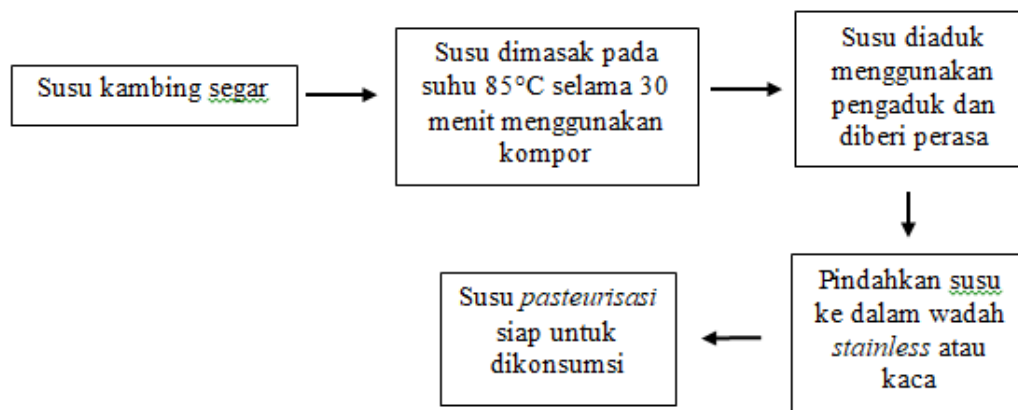 Susu kambing segar
Susu dimasak pada
suhu 85°C selama 30
menit menggunakan
kompor
Susu diaduk
menggunakan
pengaduk dan
diberi perasa
Pindahkan susu
ke dalam wadah
stainless atau
kaca
Susu pasteurisasi
siap untuk
dikonsumsi